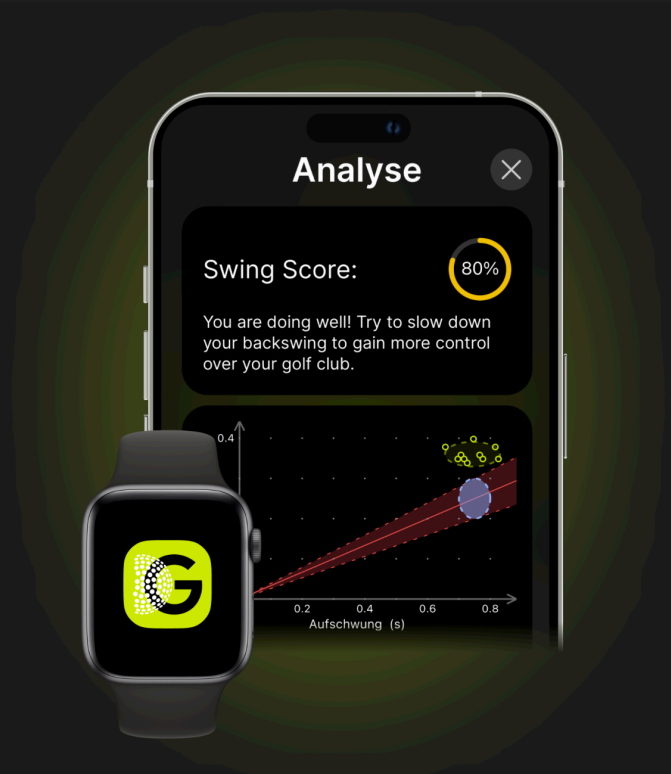 Analyse
Swing Score:
80%
You are doing well! Try to slow down
your backswing to gain more control
over your golf club.
0.4
0.2 0.4 0.6 0.8
Aufschwung (s)
G